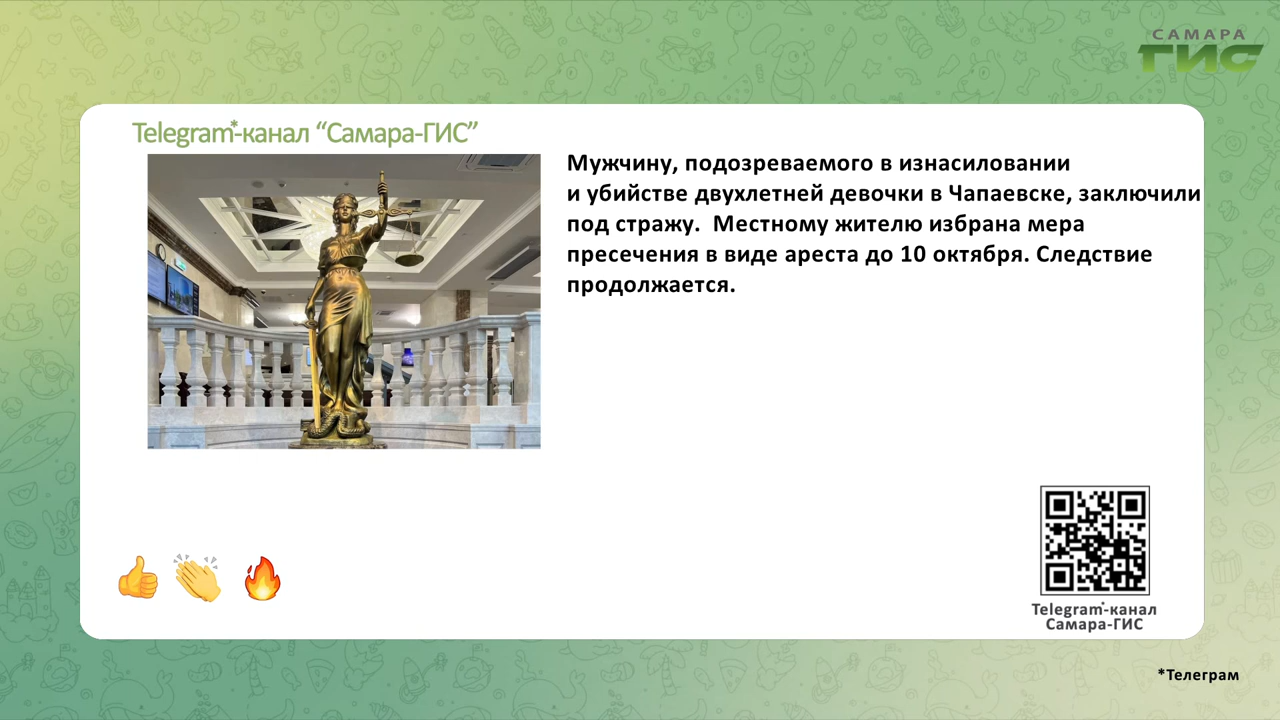 САМАРА
ГИС
Telegram*-канал “Самара-ГИС”
Мужчину, подозреваемого в изнасиловании
и убийстве двухлетней девочки в Чапаевске, заключили
под стражу. Местному жителю избрана мера
пресечения в виде ареста до 10 октября. Следствие
продолжается.
Telegram*-канал
Самара-ГИС
*Телеграм